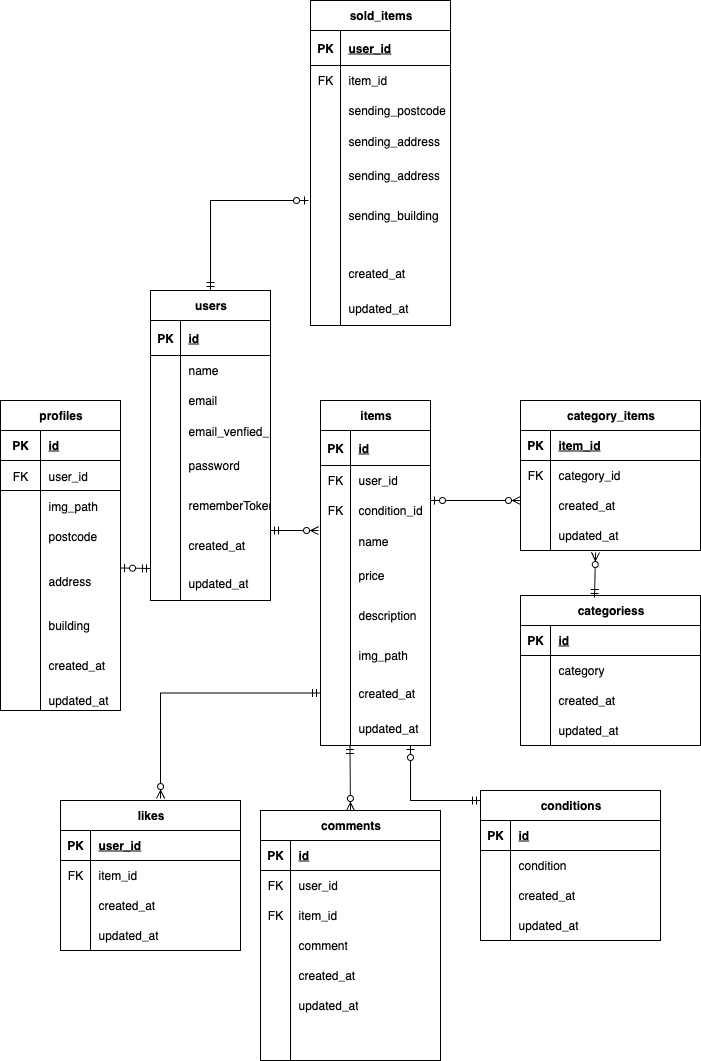 sold_items
PK user_id
FK item_id
sending_postcode
sending_address
sending_address
sending_building
created_at
updated_at
users
PK id
name
email
email_venfied_
password
rememberToken
created_at
updated_at
profiles
PK id
FK user_id
img_path
postcode
address
building
created_at
updated_at
items
PK id
FK user_id
FK condition_id
name
price
description
img_path
created_at
updated_at
category_items
PK item_id
FK category_id
created_at
updated_at
categoriess
PK id
category
created_at
updated_at
likes
PK user_id
FK item_id
created_at
updated_at
comments
PK id
FK user_id
FK item_id
comment
created_at
updated_at
conditions
PK id
condition
created_at
updated_at